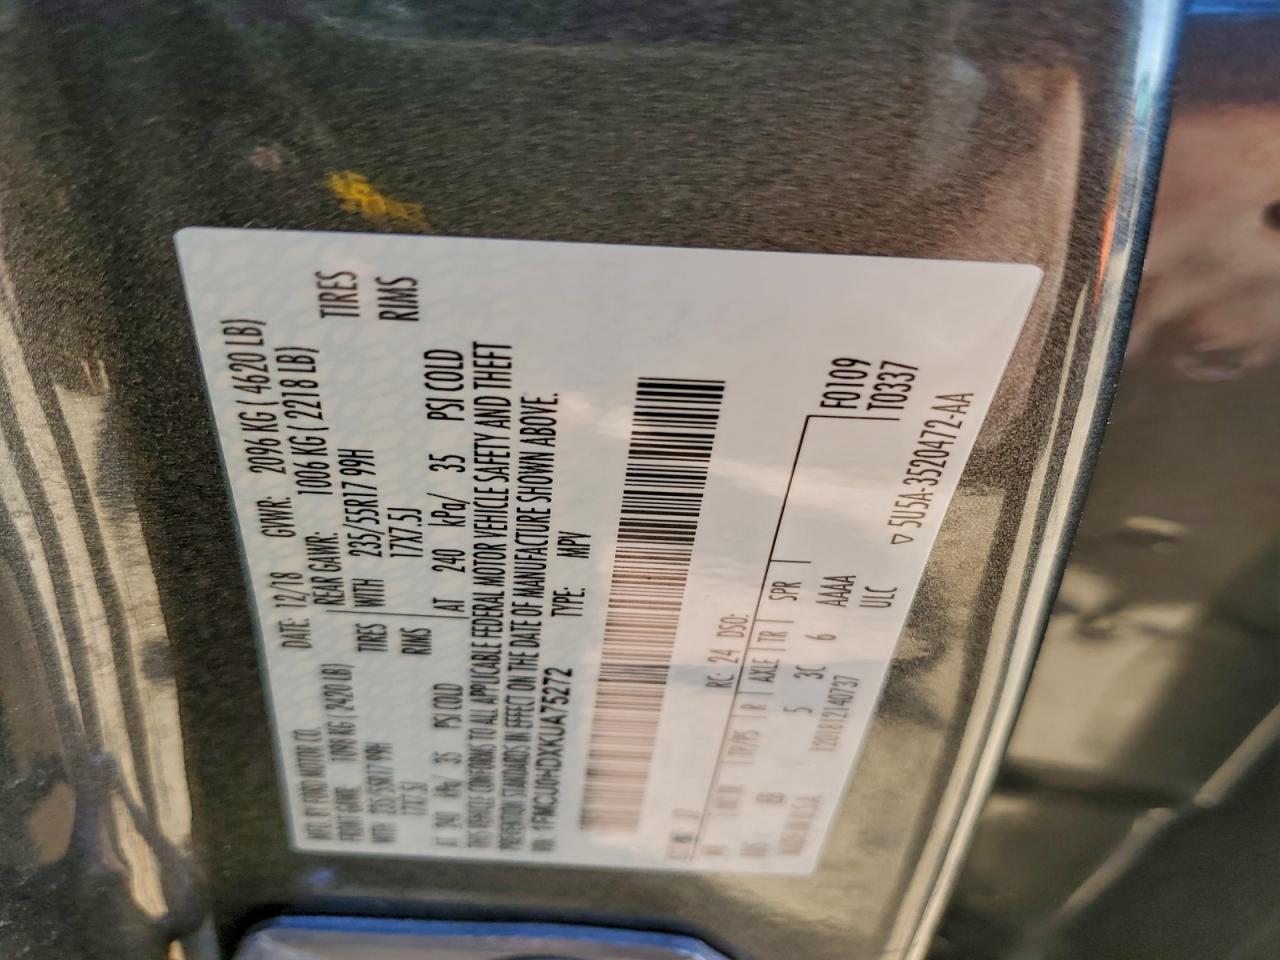 MFD. BY FORD MOTOR CO. DATE: 12/18 GVWR: 2096 KG ( 4620 LB)
FRONT GAWR: 1098 KG ( 2420 LB) REAR GAWR: 1006 KG ( 2218 LB)
WITH 235/55R17 99H TIRES WITH 235/55R17 99H TIRES
17X7.5J RIMS 17X7.5J RIMS
AT 240 kPa/ 35 PSI COLD AT 240 kPa/ 35 PSI COLD
THIS VEHICLE CONFORMS TO ALL APPLICABLE FEDERAL MOTOR VEHICLE SAFETY AND THEFT
PREVENTION STANDARDS IN EFFECT ON THE DATE OF MANUFACTURE SHOWN ABOVE.
VIN: 1FMCU0HDXKUA75272 TYPE: MPV
F0109
T0337
RC: 24 DSO:
TP/PS R AXLE TR SPR
5 3C 6 AAAA
ULC
▽ 5U5A-3520472-AA